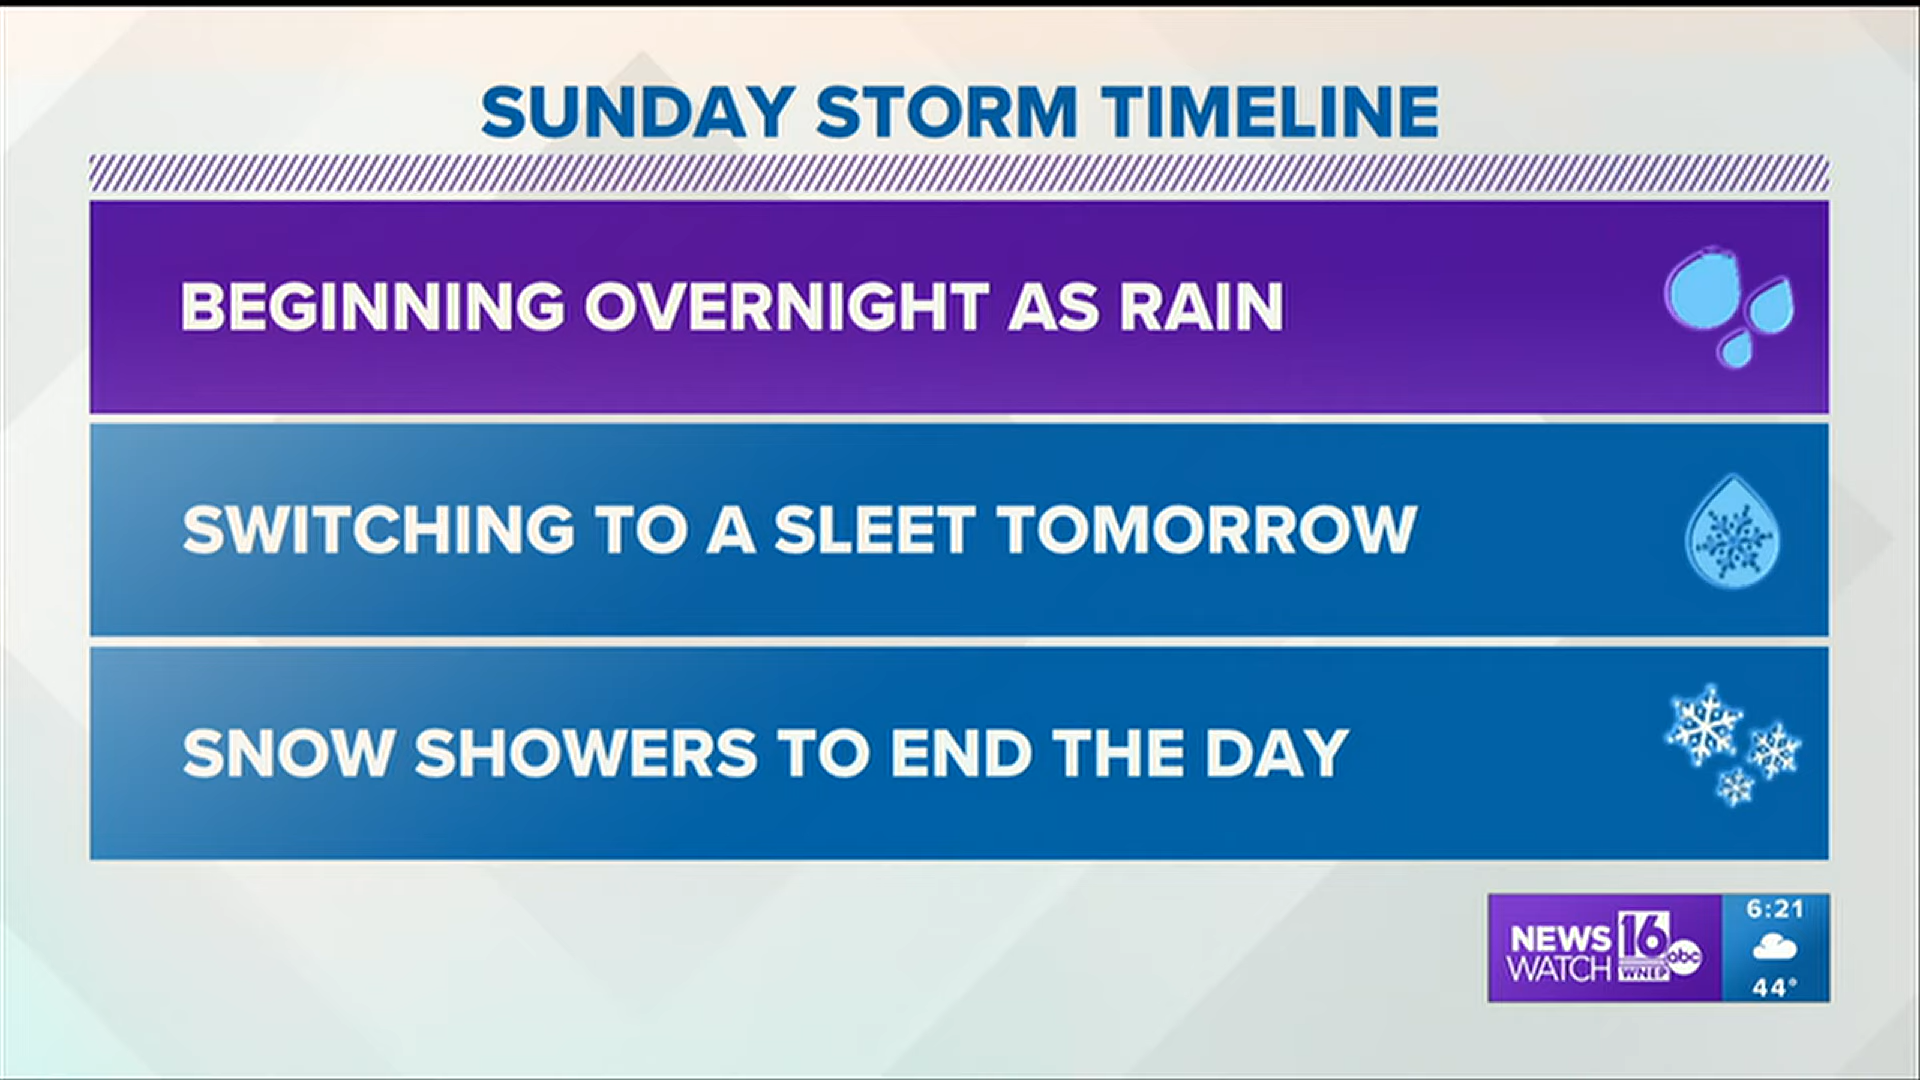 SUNDAY STORM TIMELINE
BEGINNING OVERNIGHT AS RAIN
SWITCHING TO A SLEET TOMORROW
SNOW SHOWERS TO END THE DAY
NEWS
WATCH
16
WNEP
abc
6:21
44°